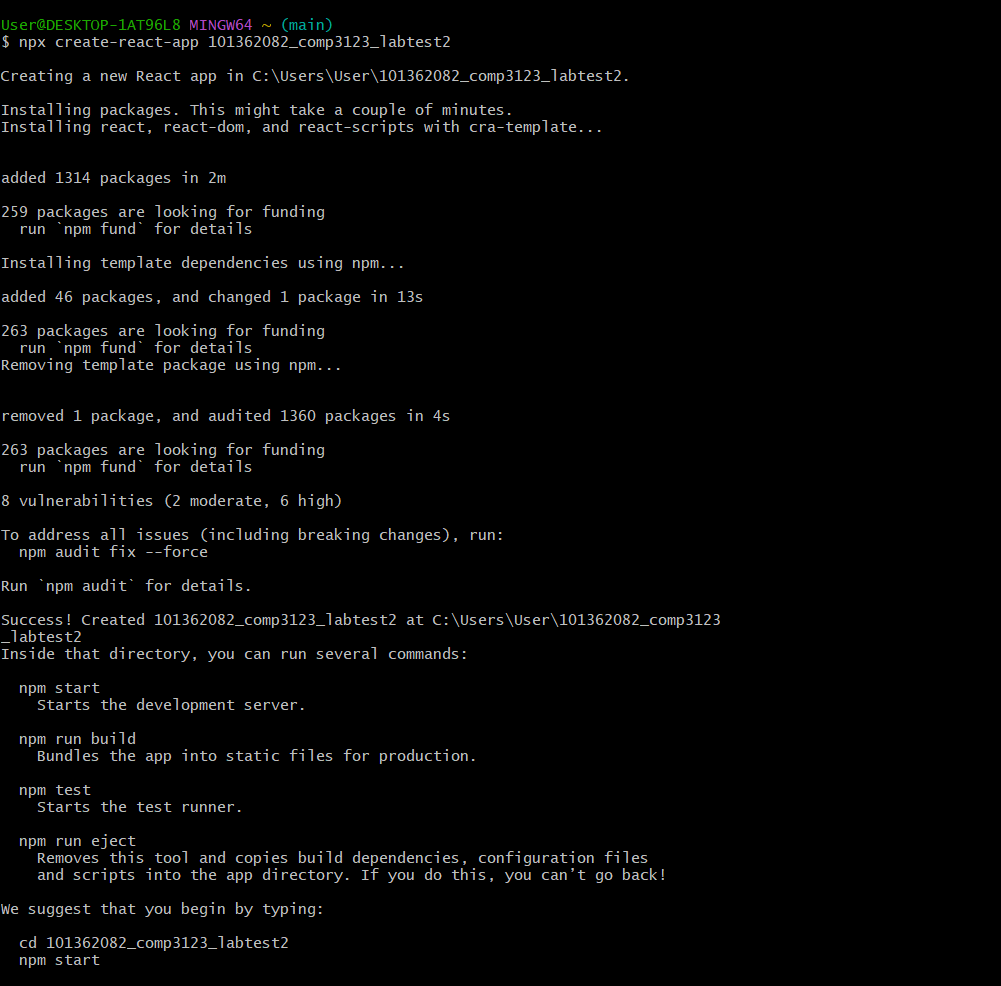 User@DESKTOP-1AT96L8 MINGW64 ~ (main)
$ npx create-react-app 101362082_comp3123_labtest2
Creating a new React app in C:\Users\User\101362082_comp3123_labtest2.
Installing packages. This might take a couple of minutes.
Installing react, react-dom, and react-scripts with cra-template...
added 1314 packages in 2m
259 packages are looking for funding
  run `npm fund` for details
Installing template dependencies using npm...
added 46 packages, and changed 1 package in 13s
263 packages are looking for funding
  run `npm fund` for details
Removing template package using npm...
removed 1 package, and audited 1360 packages in 4s
263 packages are looking for funding
  run `npm fund` for details
8 vulnerabilities (2 moderate, 6 high)
To address all issues (including breaking changes), run:
  npm audit fix --force
Run `npm audit` for details.
Success! Created 101362082_comp3123_labtest2 at C:\Users\User\101362082_comp3123
_labtest2
Inside that directory, you can run several commands:
  npm start
    Starts the development server.
  npm run build
    Bundles the app into static files for production.
  npm test
    Starts the test runner.
  npm run eject
    Removes this tool and copies build dependencies, configuration files
    and scripts into the app directory. If you do this, you can’t go back!
We suggest that you begin by typing:
  cd 101362082_comp3123_labtest2
  npm start